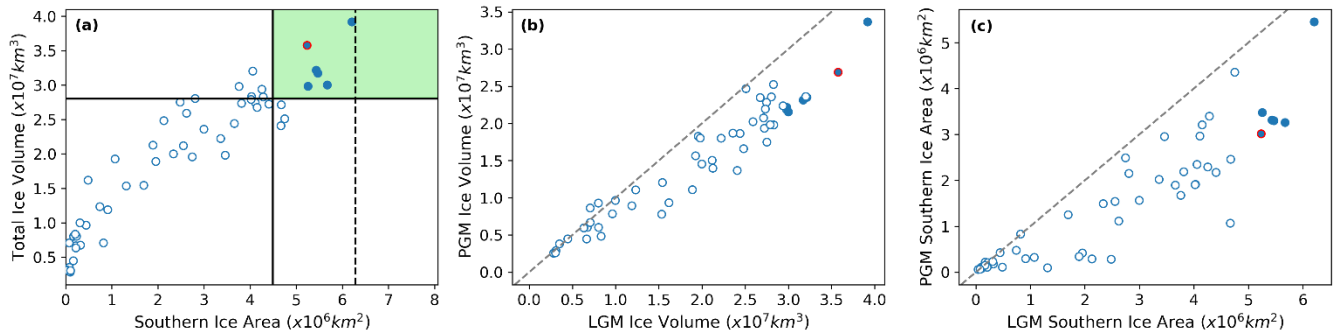 (a)
Total Ice Volume (x10⁷km³)
4.0
3.5
3.0
2.5
2.0
1.5
1.0
0.5
0 1 2 3 4 5 6 7 8
Southern Ice Area (x10⁶km²)
(b)
PGM Ice Volume (x10⁷km³)
3.5
3.0
2.5
2.0
1.5
1.0
0.5
0.0
0.0 0.5 1.0 1.5 2.0 2.5 3.0 3.5 4.0
LGM Ice Volume (x10⁷km³)
(c)
PGM Southern Ice Area (x10⁶km²)
5
4
3
2
1
0
0 1 2 3 4 5 6
LGM Southern Ice Area (x10⁶km²)